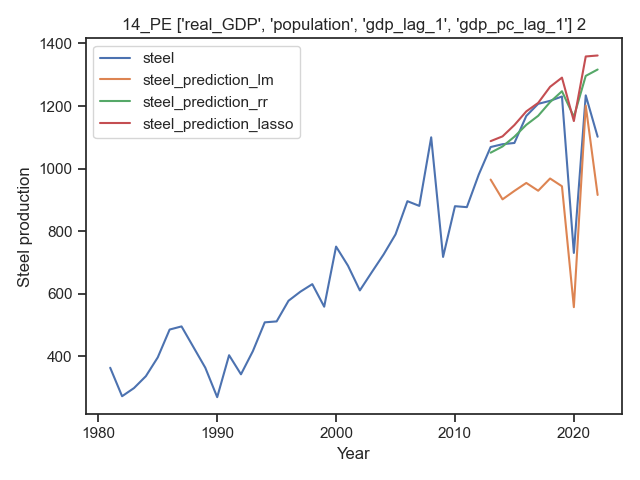 14_PE ['real_GDP', 'population', 'gdp_lag_1', 'gdp_pc_lag_1'] 2
1400
1200
1000
800
600
400
Steel production
steel
steel_prediction_lm
steel_prediction_rr
steel_prediction_lasso
1980
1990
2000
2010
2020
Year